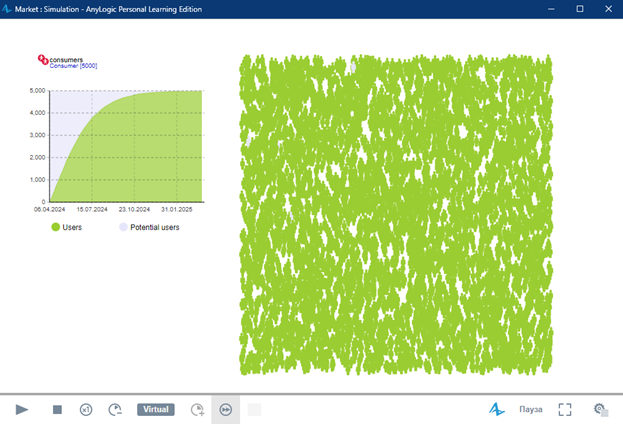 Market : Simulation - AnyLogic Personal Learning Edition
consumers
Consumer [5000]
5,000
4,000
3,000
2,000
1,000
0
06.04.2024 15.07.2024 23.10.2024 31.01.2025
Users Potential users
x1 Virtual Пауза